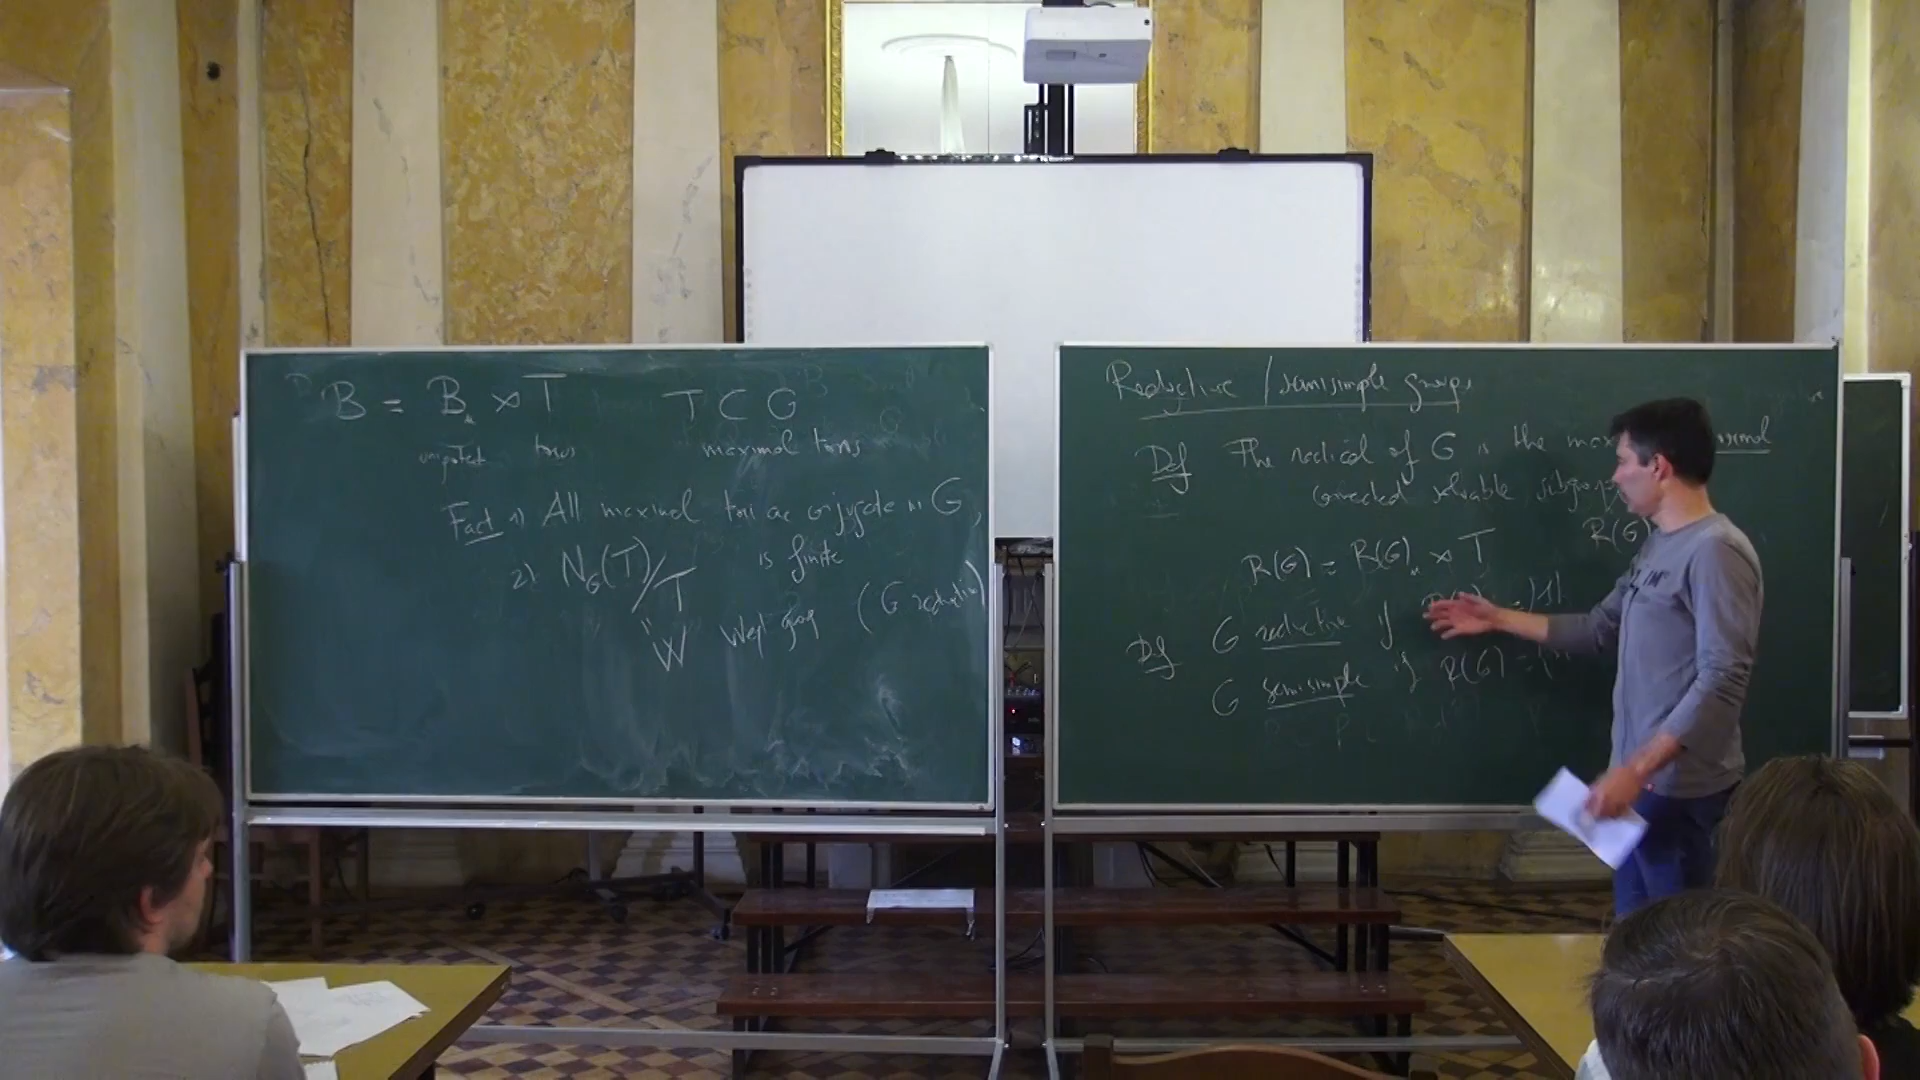 B = B_u ⋊ T    T ⊂ G
unipotent torus    maximal torus
Fact 1) All maximal tori are conjugate in G,
2) N_G(T)/T is finite
" W Weyl group (G reductive)
Reductive / semisimple groups
Def The radical of G is the normal
connected solvable subgroup
R(G)
R(G) = R(G)_u ⋊ T
Def G reductive if = {1}
G semisimple if R(G) =